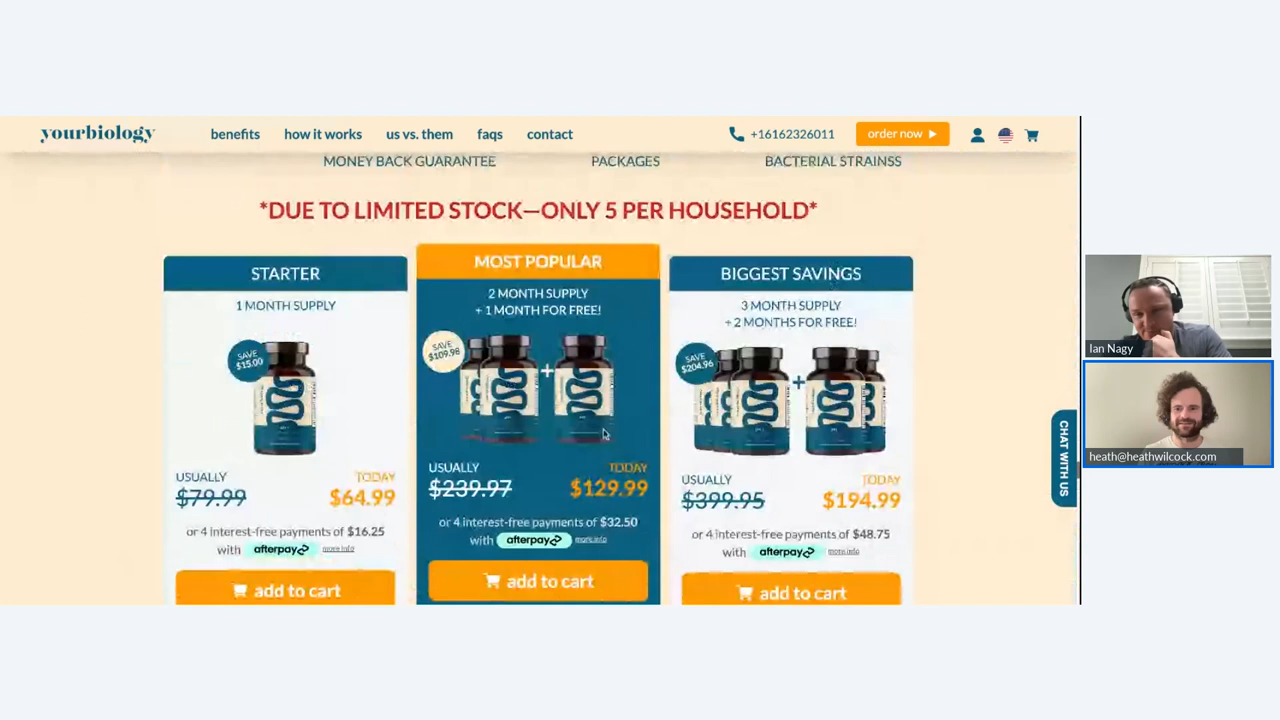 yourbiology
benefits
how it works
us vs. them
faqs
contact
+16162326011
order now
MONEY BACK GUARANTEE
PACKAGES
BACTERIAL STRAINSS
*DUE TO LIMITED STOCK—ONLY 5 PER HOUSEHOLD*
STARTER
1 MONTH SUPPLY
SAVE
$15.00
USUALLY
TODAY
$79.99
$64.99
or 4 interest-free payments of $16.25
with afterpay more info
add to cart
MOST POPULAR
2 MONTH SUPPLY
+ 1 MONTH FOR FREE!
SAVE
$109.98
USUALLY
TODAY
$239.97
$129.99
or 4 interest-free payments of $32.50
with afterpay more info
add to cart
BIGGEST SAVINGS
3 MONTH SUPPLY
+ 2 MONTHS FOR FREE!
SAVE
$204.96
USUALLY
TODAY
$399.95
$194.99
or 4 interest-free payments of $48.75
with afterpay more info
add to cart
CHAT WITH US
Ian Nagy
heath@heathwilcock.com